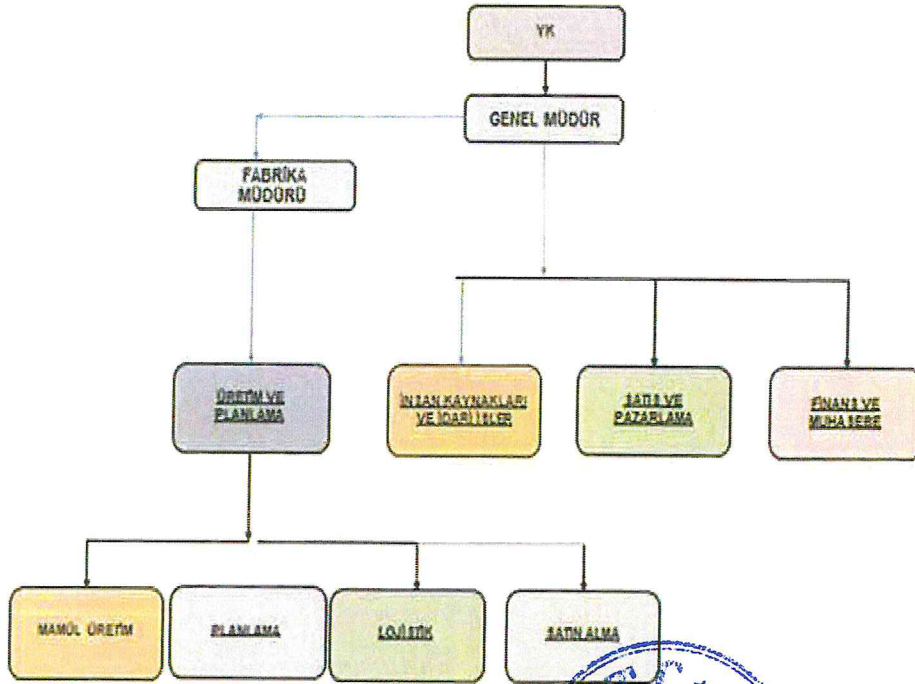 YK
GENEL MÜDÜR
FABRİKA
MÜDÜRÜ
ÜRETİM VE
PLANLAMA
İNSAN KAYNAKLARI
VE İDARİ İŞLER
SATIŞ VE
PAZARLAMA
FİNANS VE
MUHASEBE
MAMÜL ÜRETİM
PLANLAMA
LOJİSTİK
SATIN ALMA